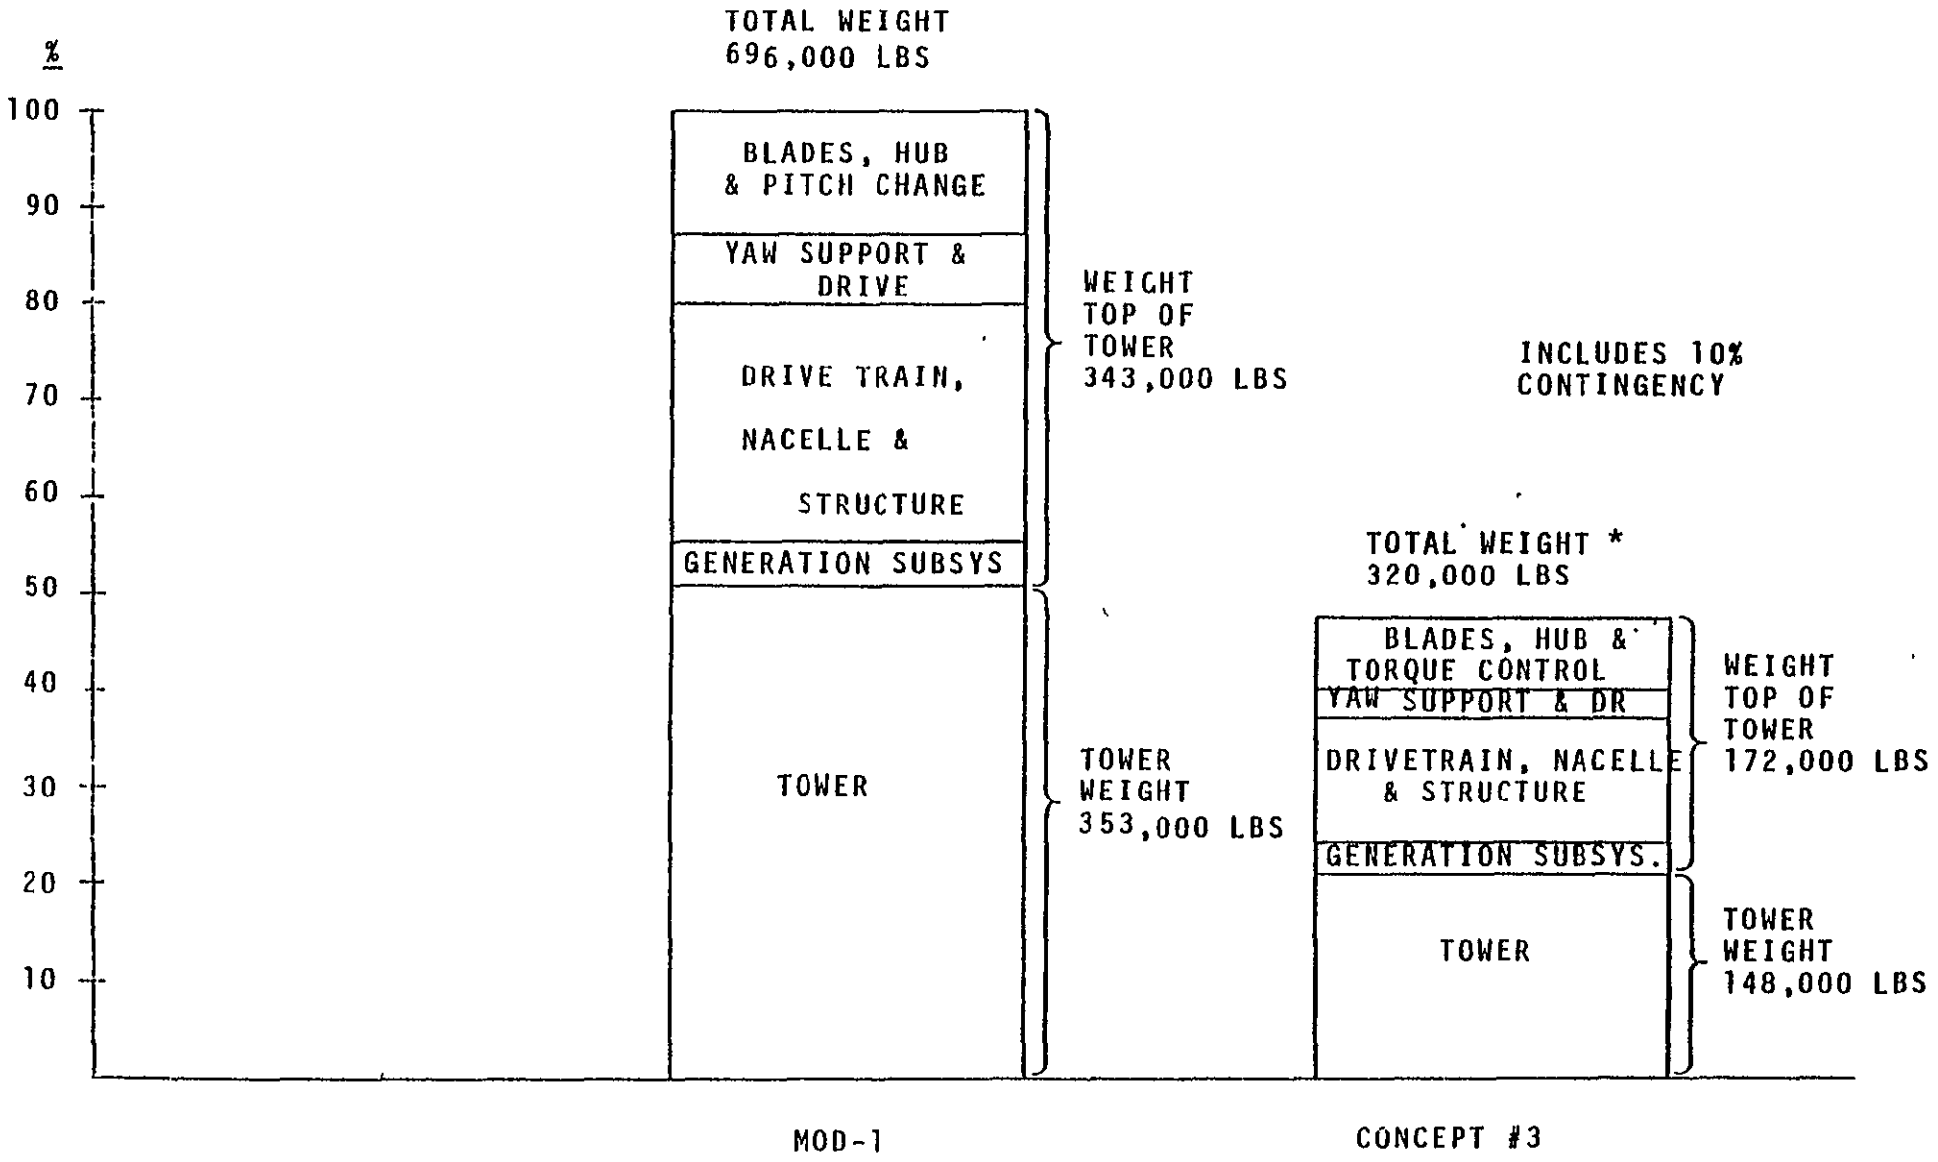 %
100
90
80
70
60
50
40
30
20
10
TOTAL WEIGHT
696,000 LBS
BLADES, HUB
& PITCH CHANGE
YAW SUPPORT &
DRIVE
DRIVE TRAIN,
NACELLE &
STRUCTURE
GENERATION SUBSYS
TOWER
WEIGHT
TOP OF
TOWER
343,000 LBS
TOWER
WEIGHT
353,000 LBS
MOD-1
INCLUDES 10%
CONTINGENCY
TOTAL WEIGHT *
320,000 LBS
BLADES, HUB &
TORQUE CONTROL
YAW SUPPORT & DR
DRIVETRAIN, NACELLE
& STRUCTURE
GENERATION SUBSYS.
TOWER
WEIGHT
TOP OF
TOWER
172,000 LBS
TOWER
WEIGHT
148,000 LBS
CONCEPT #3